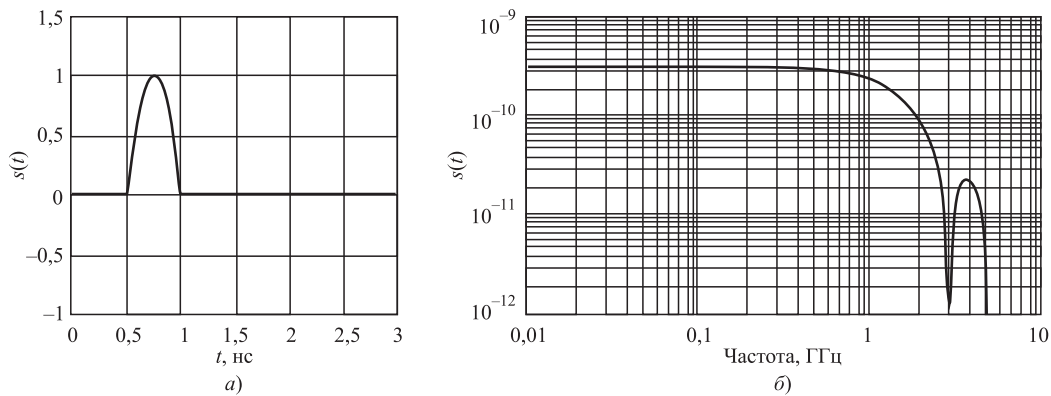 1,5
1
0,5
0
–0,5
–1
s(t)
0 0,5 1 1,5 2 2,5 3
t, нс
а)
10⁻⁹
10⁻¹⁰
10⁻¹¹
10⁻¹²
s(t)
0,01 0,1 1 10
Частота, ГГц
б)